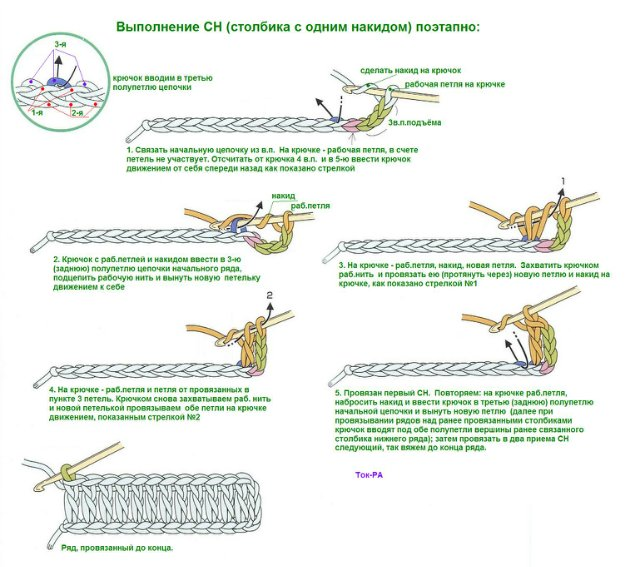 Выполнение СН (столбика с одним накидом) поэтапно:
3-я
1-я
2-я
крючок вводим в третью
полупетлю цепочки
сделать накид на крючок
рабочая петля на крючке
3в.п.подъёма
1. Связать начальную цепочку из в.п. На крючке - рабочая петля, в счете
петель не участвует. Отсчитать от крючка 4 в.п. и в 5-ю ввести крючок
движением от себя спереди назад как показано стрелкой
накид
раб.петля
2. Крючок с раб.петлей и накидом ввести в 3-ю
(заднюю) полупетлю цепочки начального ряда,
подцепить рабочую нить и вынуть новую петельку
движением к себе
1
3. На крючке - раб.петля, накид, новая петля. Захватить крючком
раб.нить и провязать ею (протянуть через) новую петлю и накид на
крючке, как показано стрелкой №1
2
4. На крючке - раб.петля и петля от провязанных в
пункте 3 петель. Крючком снова захватываем раб. нить
и новой петелькой провязываем обе петли на крючке
движением, показанным стрелкой №2
5. Провязан первый СН. Повторяем: на крючке раб.петля,
набросить накид и ввести крючок в третью (заднюю) полупетлю
начальной цепочки и вынуть новую петлю (далее при
провязывании рядов над ранее провязанными столбиками
крючок вводят под обе полупетли вершины ранее связанного
столбика нижнего ряда); затем провязать в два приема СН
следующий, так вяжем до конца ряда.
Ток-РА
Ряд, провязанный до конца.